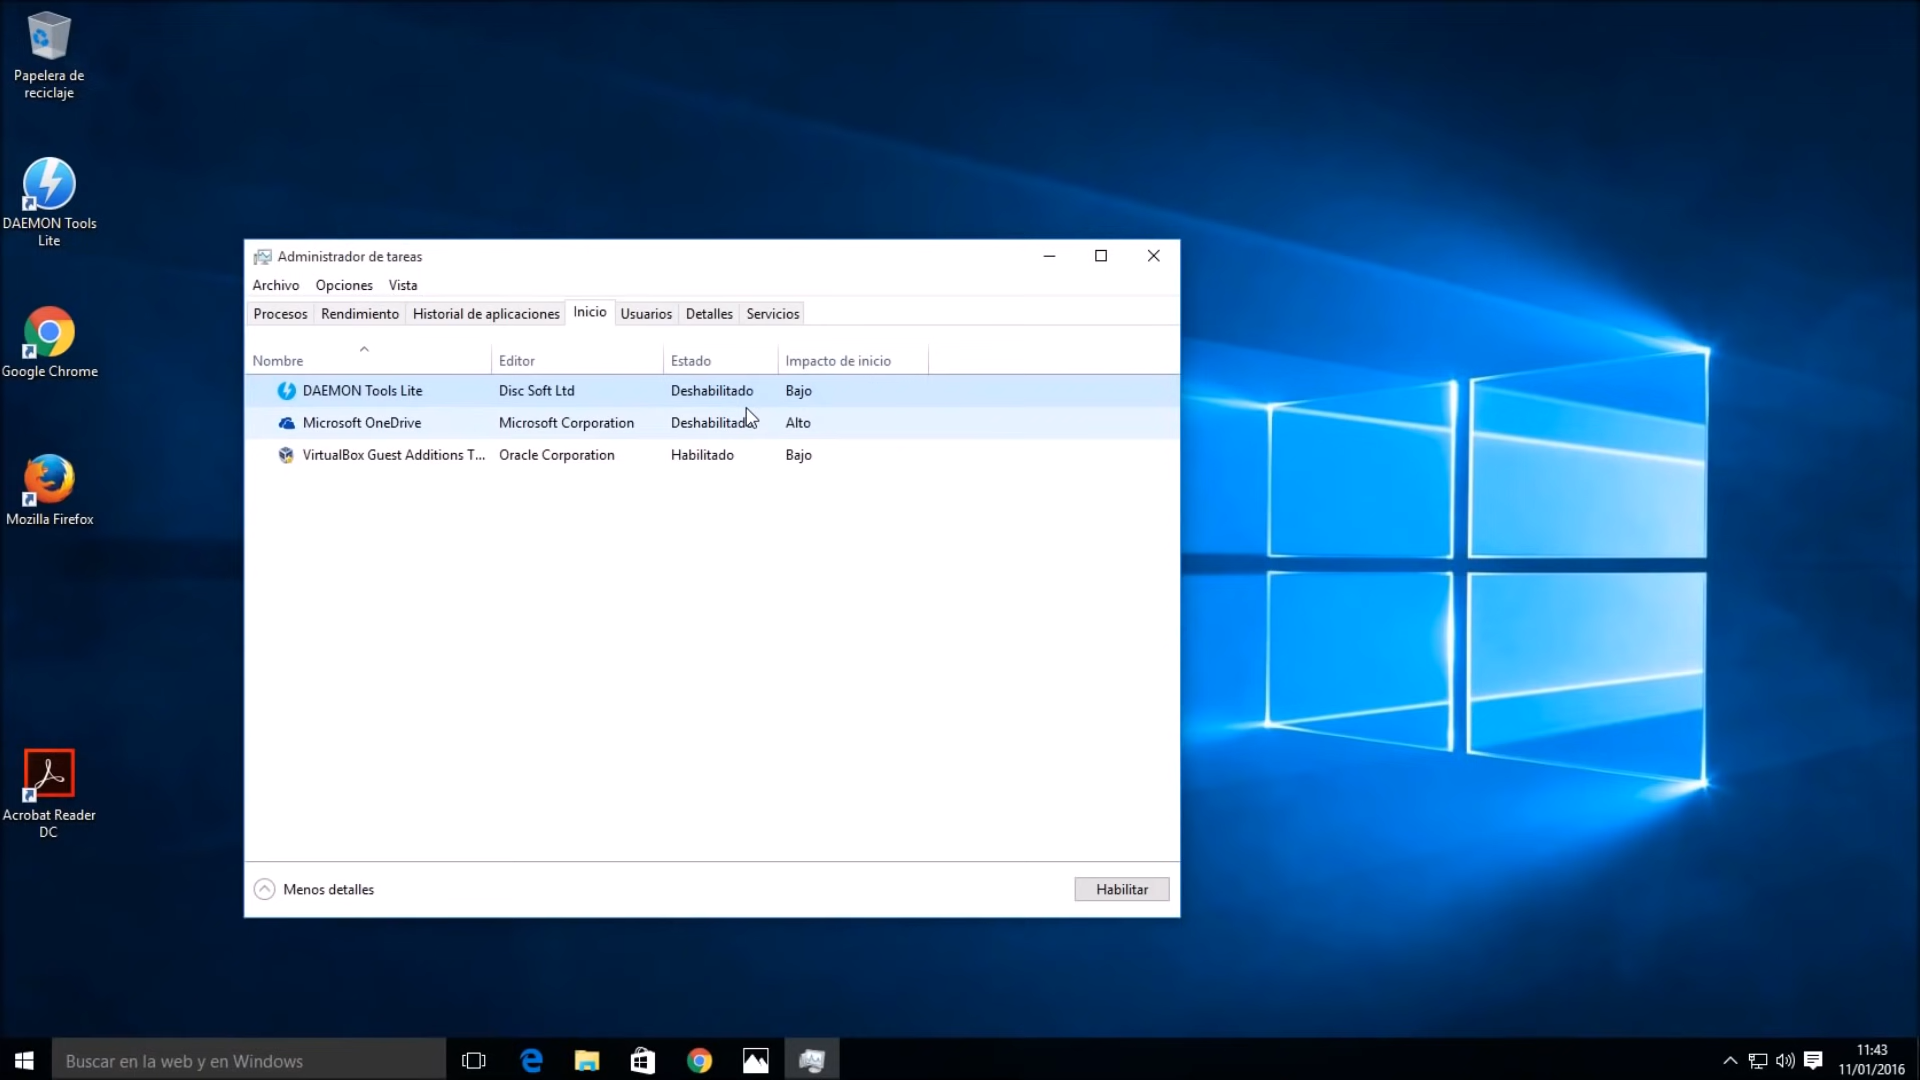 Papelera de
reciclaje
DAEMON Tools
Lite
Google Chrome
Mozilla Firefox
Acrobat Reader
DC
Administrador de tareas
Archivo Opciones Vista
Procesos Rendimiento Historial de aplicaciones Inicio Usuarios Detalles Servicios
Nombre Editor Estado Impacto de inicio
DAEMON Tools Lite Disc Soft Ltd Deshabilitado Bajo
Microsoft OneDrive Microsoft Corporation Deshabilitado Alto
VirtualBox Guest Additions T... Oracle Corporation Habilitado Bajo
Menos detalles Habilitar
Buscar en la web y en Windows
11:43
11/01/2016